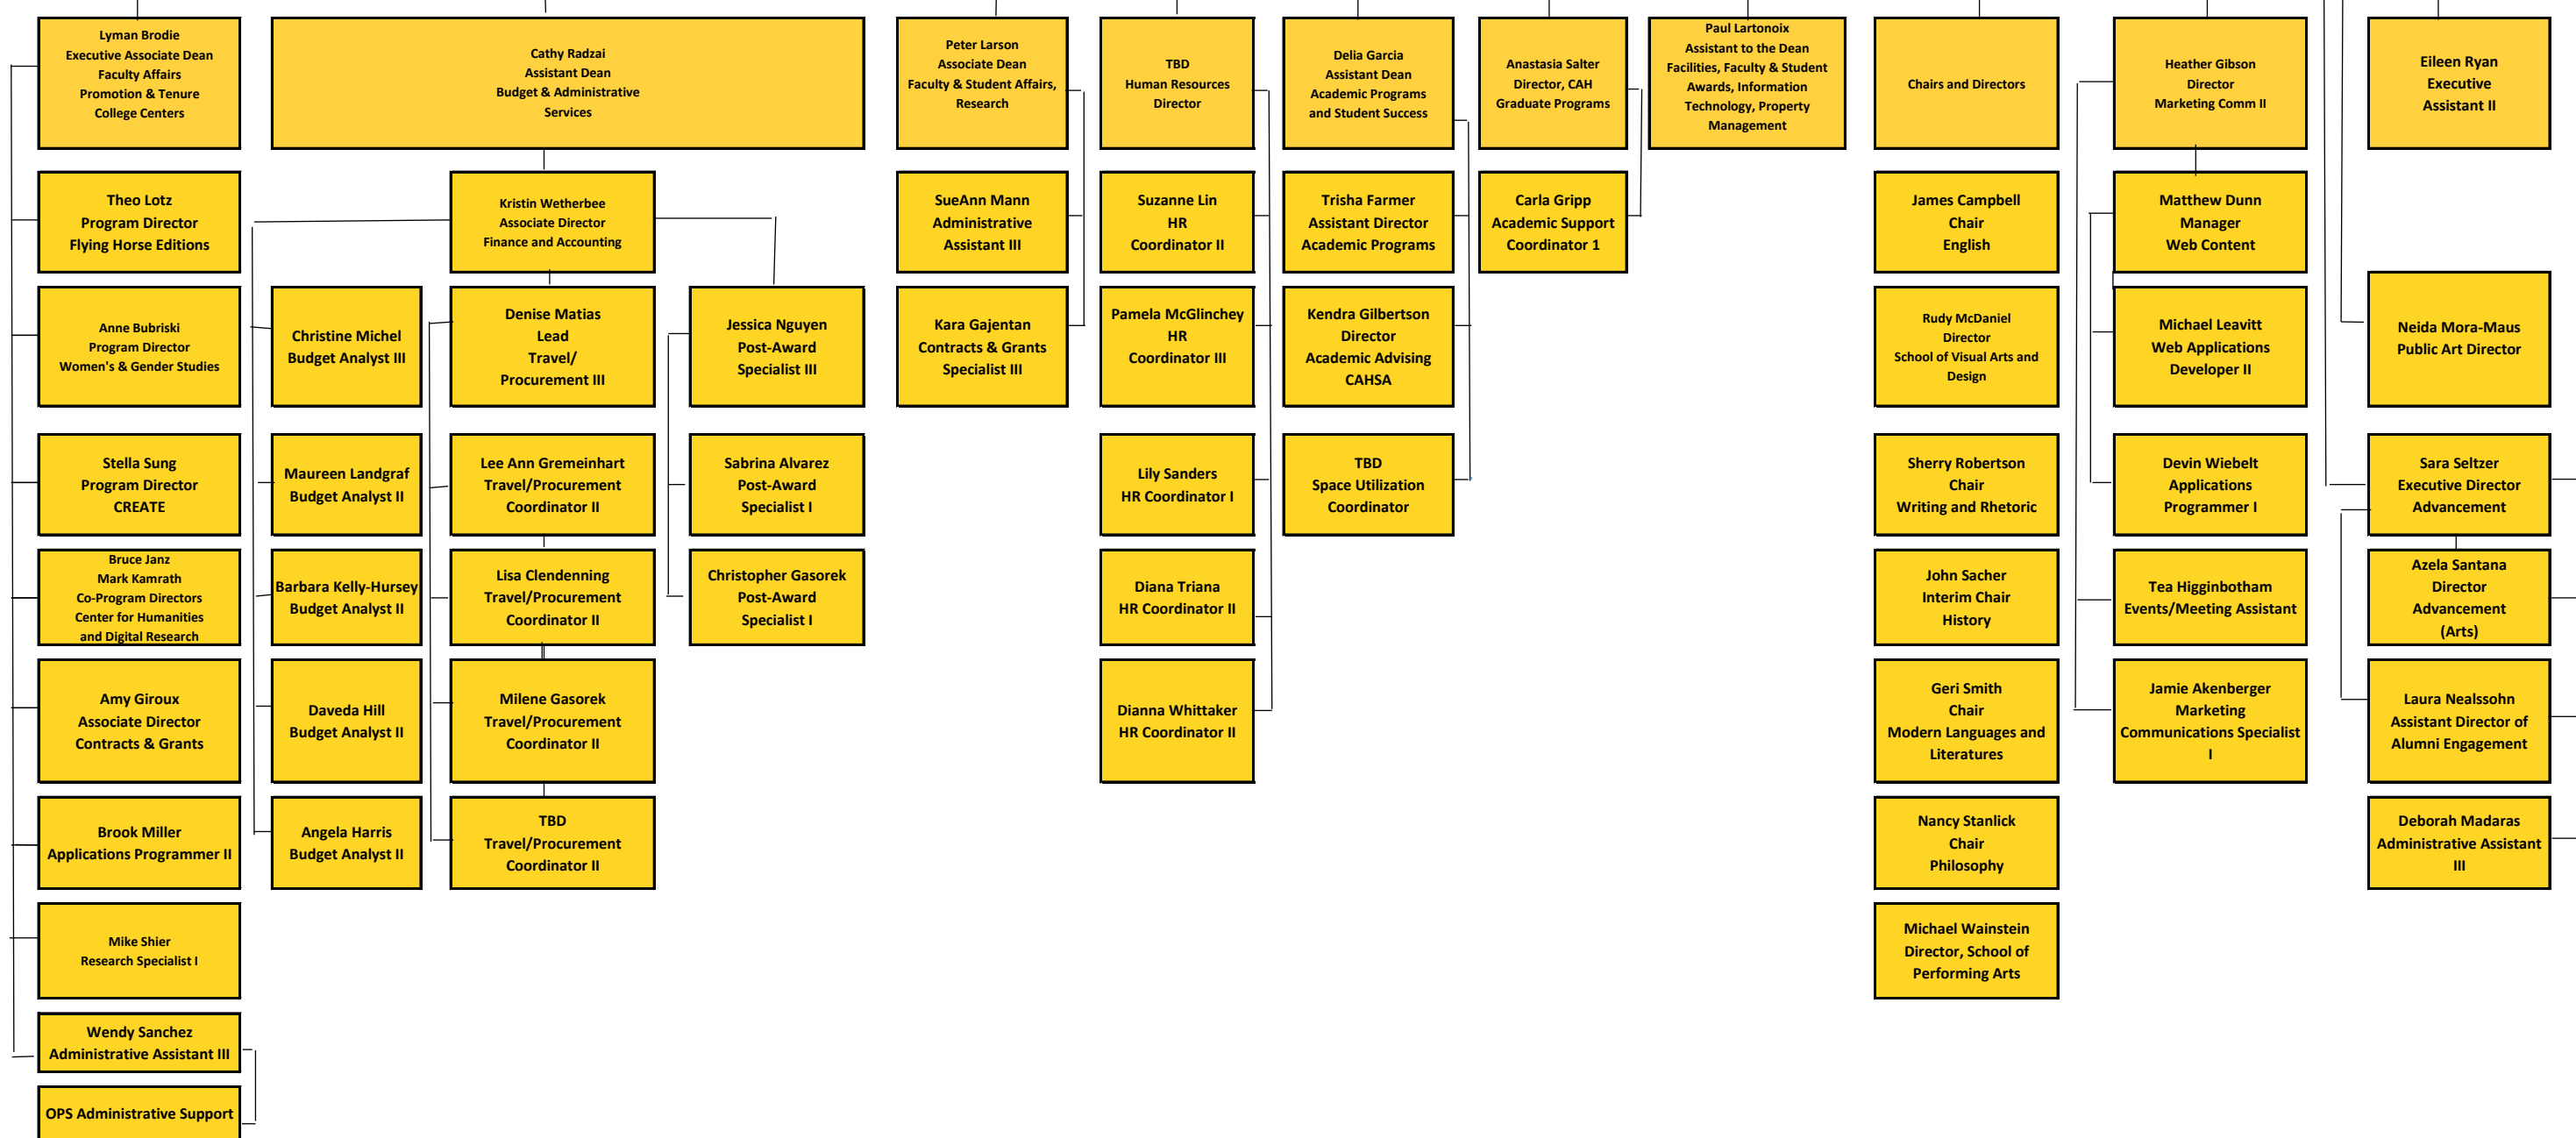 Lyman Brodie
Executive Associate Dean
Faculty Affairs
Promotion & Tenure
College Centers
Cathy Radzai
Assistant Dean
Budget & Administrative
Services
Peter Larson
Associate Dean
Faculty & Student Affairs,
Research
TBD
Human Resources
Director
Delia Garcia
Assistant Dean
Academic Programs
and Student Success
Anastasia Salter
Director, CAH
Graduate Programs
Paul Lartonoix
Assistant to the Dean
Facilities, Faculty & Student
Awards, Information
Technology, Property
Management
Chairs and Directors
Heather Gibson
Director
Marketing Comm II
Eileen Ryan
Executive
Assistant II
Theo Lotz
Program Director
Flying Horse Editions
Kristin Wetherbee
Associate Director
Finance and Accounting
SueAnn Mann
Administrative
Assistant III
Suzanne Lin
HR
Coordinator II
Trisha Farmer
Assistant Director
Academic Programs
Carla Gripp
Academic Support
Coordinator 1
James Campbell
Chair
English
Matthew Dunn
Manager
Web Content
Anne Bubriski
Program Director
Women's & Gender Studies
Christine Michel
Budget Analyst III
Denise Matias
Lead
Travel/
Procurement III
Jessica Nguyen
Post-Award
Specialist III
Kara Gajentan
Contracts & Grants
Specialist III
Pamela McGlinchey
HR
Coordinator III
Kendra Gilbertson
Director
Academic Advising
CAHSA
Rudy McDaniel
Director
School of Visual Arts and
Design
Michael Leavitt
Web Applications
Developer II
Neida Mora-Maus
Public Art Director
Stella Sung
Program Director
CREATE
Maureen Landgraf
Budget Analyst II
Lee Ann Gremeinhart
Travel/Procurement
Coordinator II
Sabrina Alvarez
Post-Award
Specialist I
Lily Sanders
HR Coordinator I
TBD
Space Utilization
Coordinator
Sherry Robertson
Chair
Writing and Rhetoric
Devin Wiebelt
Applications
Programmer I
Sara Seltzer
Executive Director
Advancement
Bruce Janz
Mark Kamrath
Co-Program Directors
Center for Humanities
and Digital Research
Barbara Kelly-Hursey
Budget Analyst II
Lisa Clendenning
Travel/Procurement
Coordinator II
Christopher Gasorek
Post-Award
Specialist I
Diana Triana
HR Coordinator II
John Sacher
Interim Chair
History
Tea Higginbotham
Events/Meeting Assistant
Azela Santana
Director
Advancement
(Arts)
Amy Giroux
Associate Director
Contracts & Grants
Daveda Hill
Budget Analyst II
Milene Gasorek
Travel/Procurement
Coordinator II
Dianna Whittaker
HR Coordinator II
Geri Smith
Chair
Modern Languages and
Literatures
Jamie Akenberger
Marketing
Communications Specialist
I
Laura Nealssohn
Assistant Director of
Alumni Engagement
Brook Miller
Applications Programmer II
Angela Harris
Budget Analyst II
TBD
Travel/Procurement
Coordinator II
Nancy Stanlick
Chair
Philosophy
Deborah Madaras
Administrative Assistant
III
Mike Shier
Research Specialist I
Michael Wainstein
Director, School of
Performing Arts
Wendy Sanchez
Administrative Assistant III
OPS Administrative Support